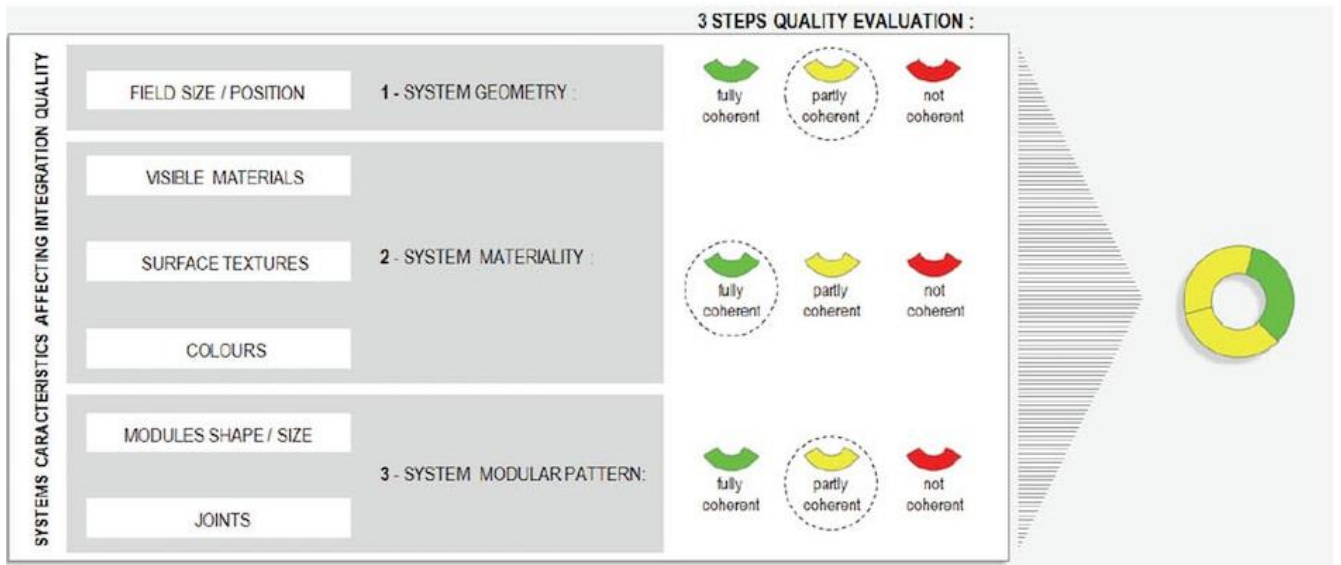 3 STEPS QUALITY EVALUATION :
SYSTEMS CARACTERISTICS AFFECTING INTEGRATION QUALITY
FIELD SIZE / POSITION
1 - SYSTEM GEOMETRY :
fully coherent
partly coherent
not coherent
VISIBLE MATERIALS
SURFACE TEXTURES
COLOURS
2 - SYSTEM MATERIALITY :
fully coherent
partly coherent
not coherent
MODULES SHAPE / SIZE
JOINTS
3 - SYSTEM MODULAR PATTERN:
fully coherent
partly coherent
not coherent